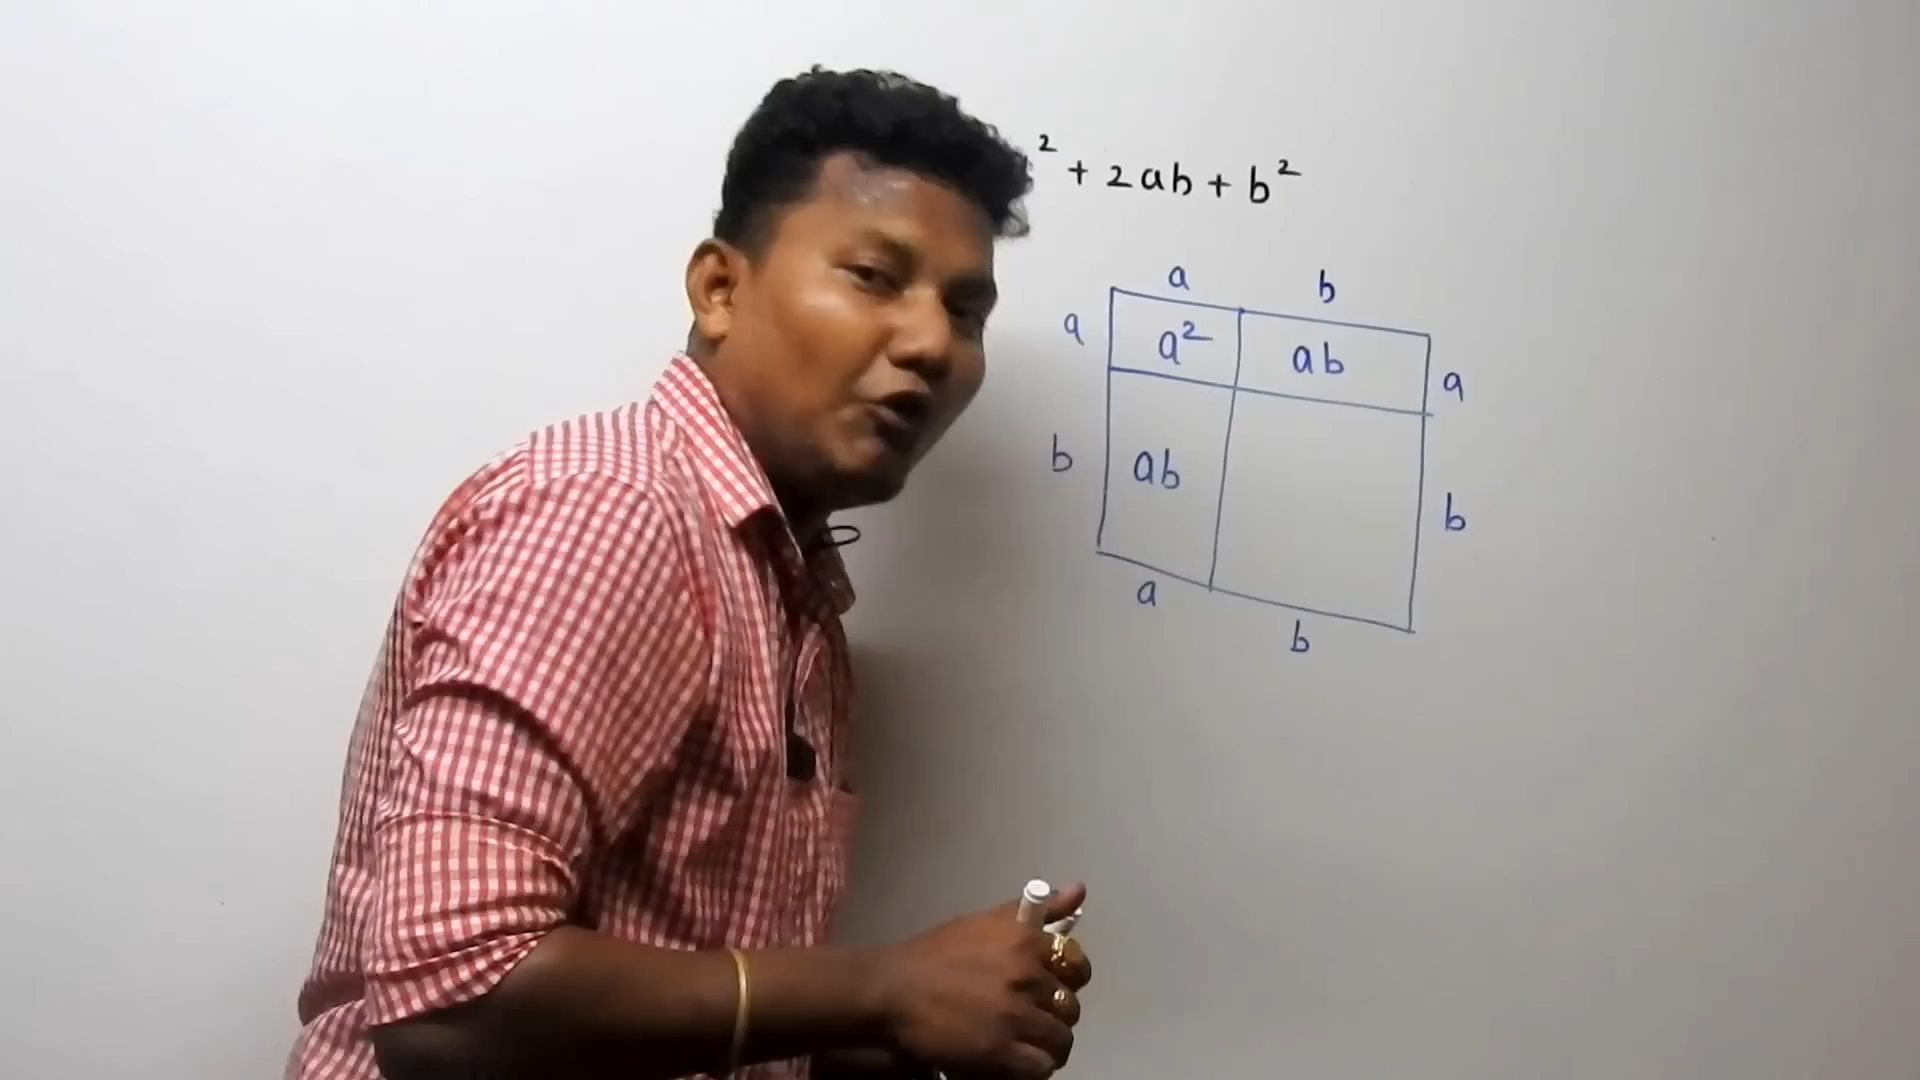 ² + 2ab + b²
a b
a a² ab a
b ab b
a b